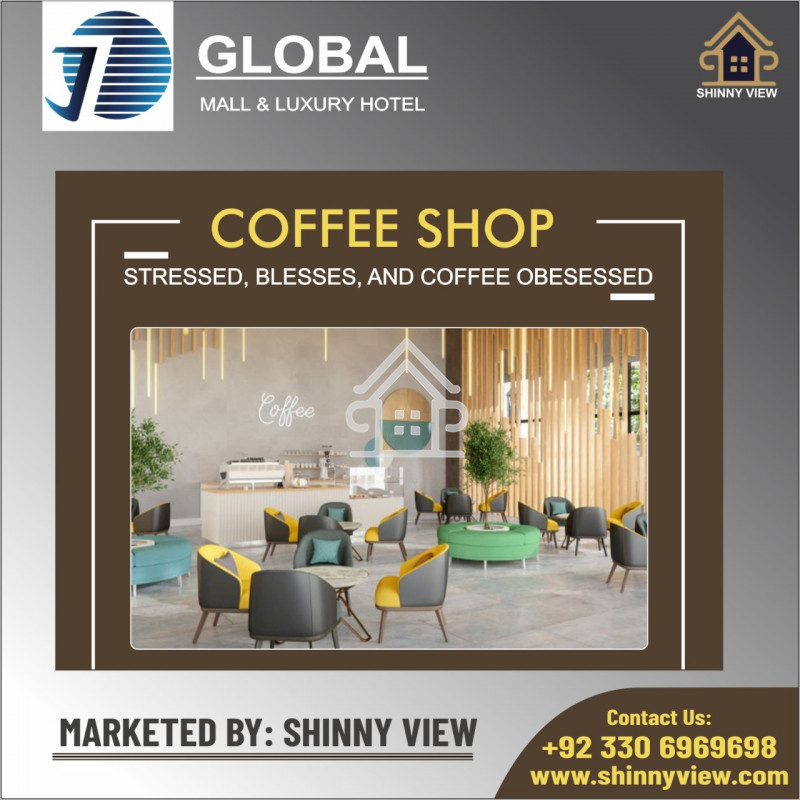 GLOBAL
MALL & LUXURY HOTEL
SHINNY VIEW
COFFEE SHOP
STRESSED, BLESSES, AND COFFEE OBESESSED
Coffee
MARKETED BY: SHINNY VIEW
Contact Us:
+92 330 6969698
www.shinnyview.com